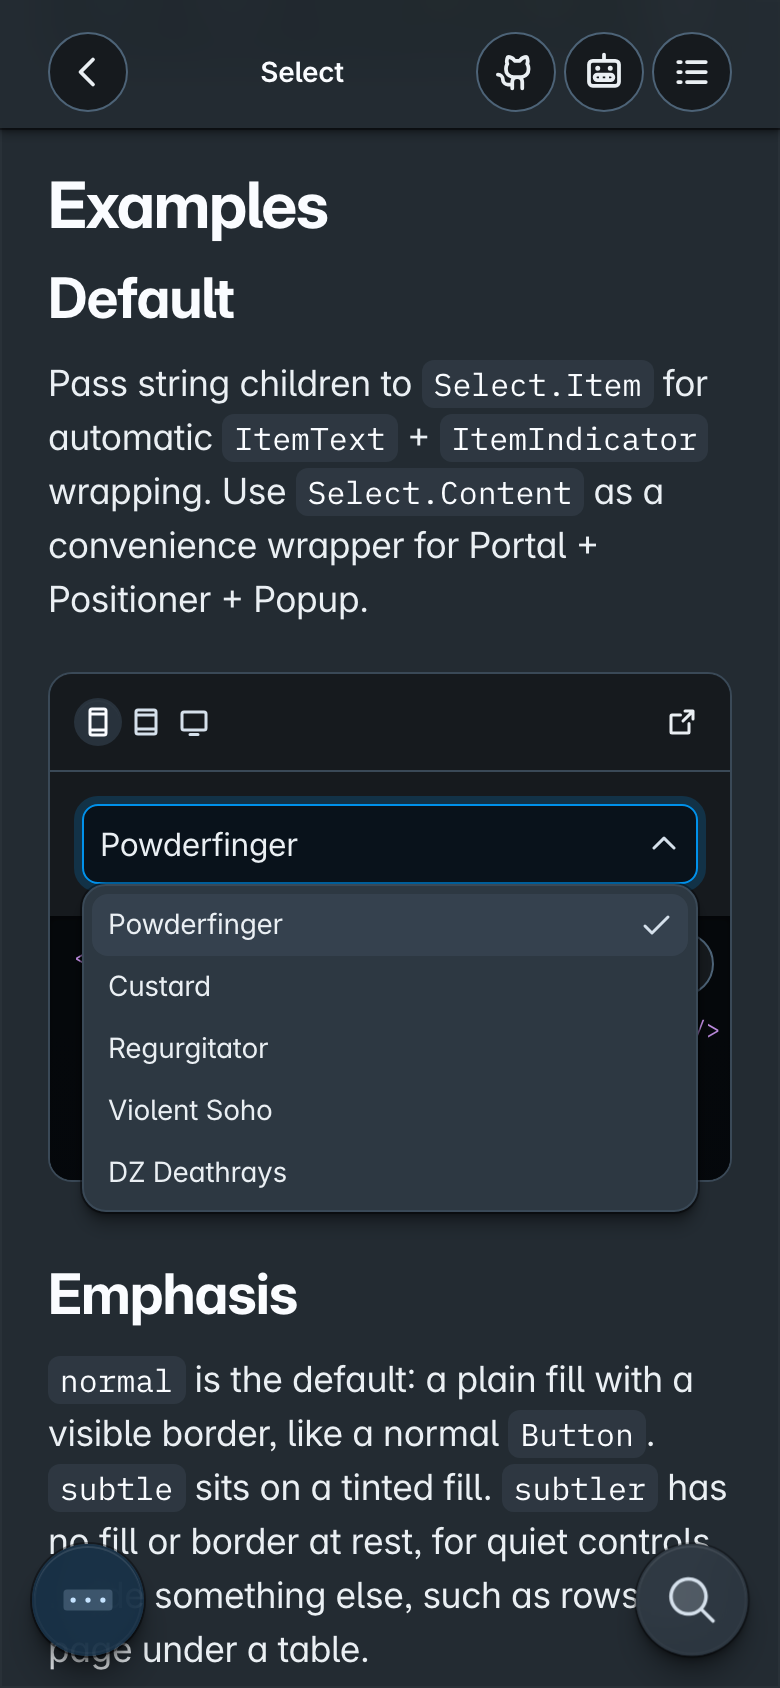 Select
Examples
Default
Pass string children to Select.Item for
automatic ItemText + ItemIndicator
wrapping. Use Select.Content as a
convenience wrapper for Portal +
Positioner + Popup.
Powderfinger
Powderfinger
Custard
Regurgitator
Violent Soho
DZ Deathrays
<
/>
Emphasis
normal is the default: a plain fill with a
visible border, like a normal Button.
subtle sits on a tinted fill. subtler has
no fill or border at rest, for quiet controls
something else, such as rows
page under a table.